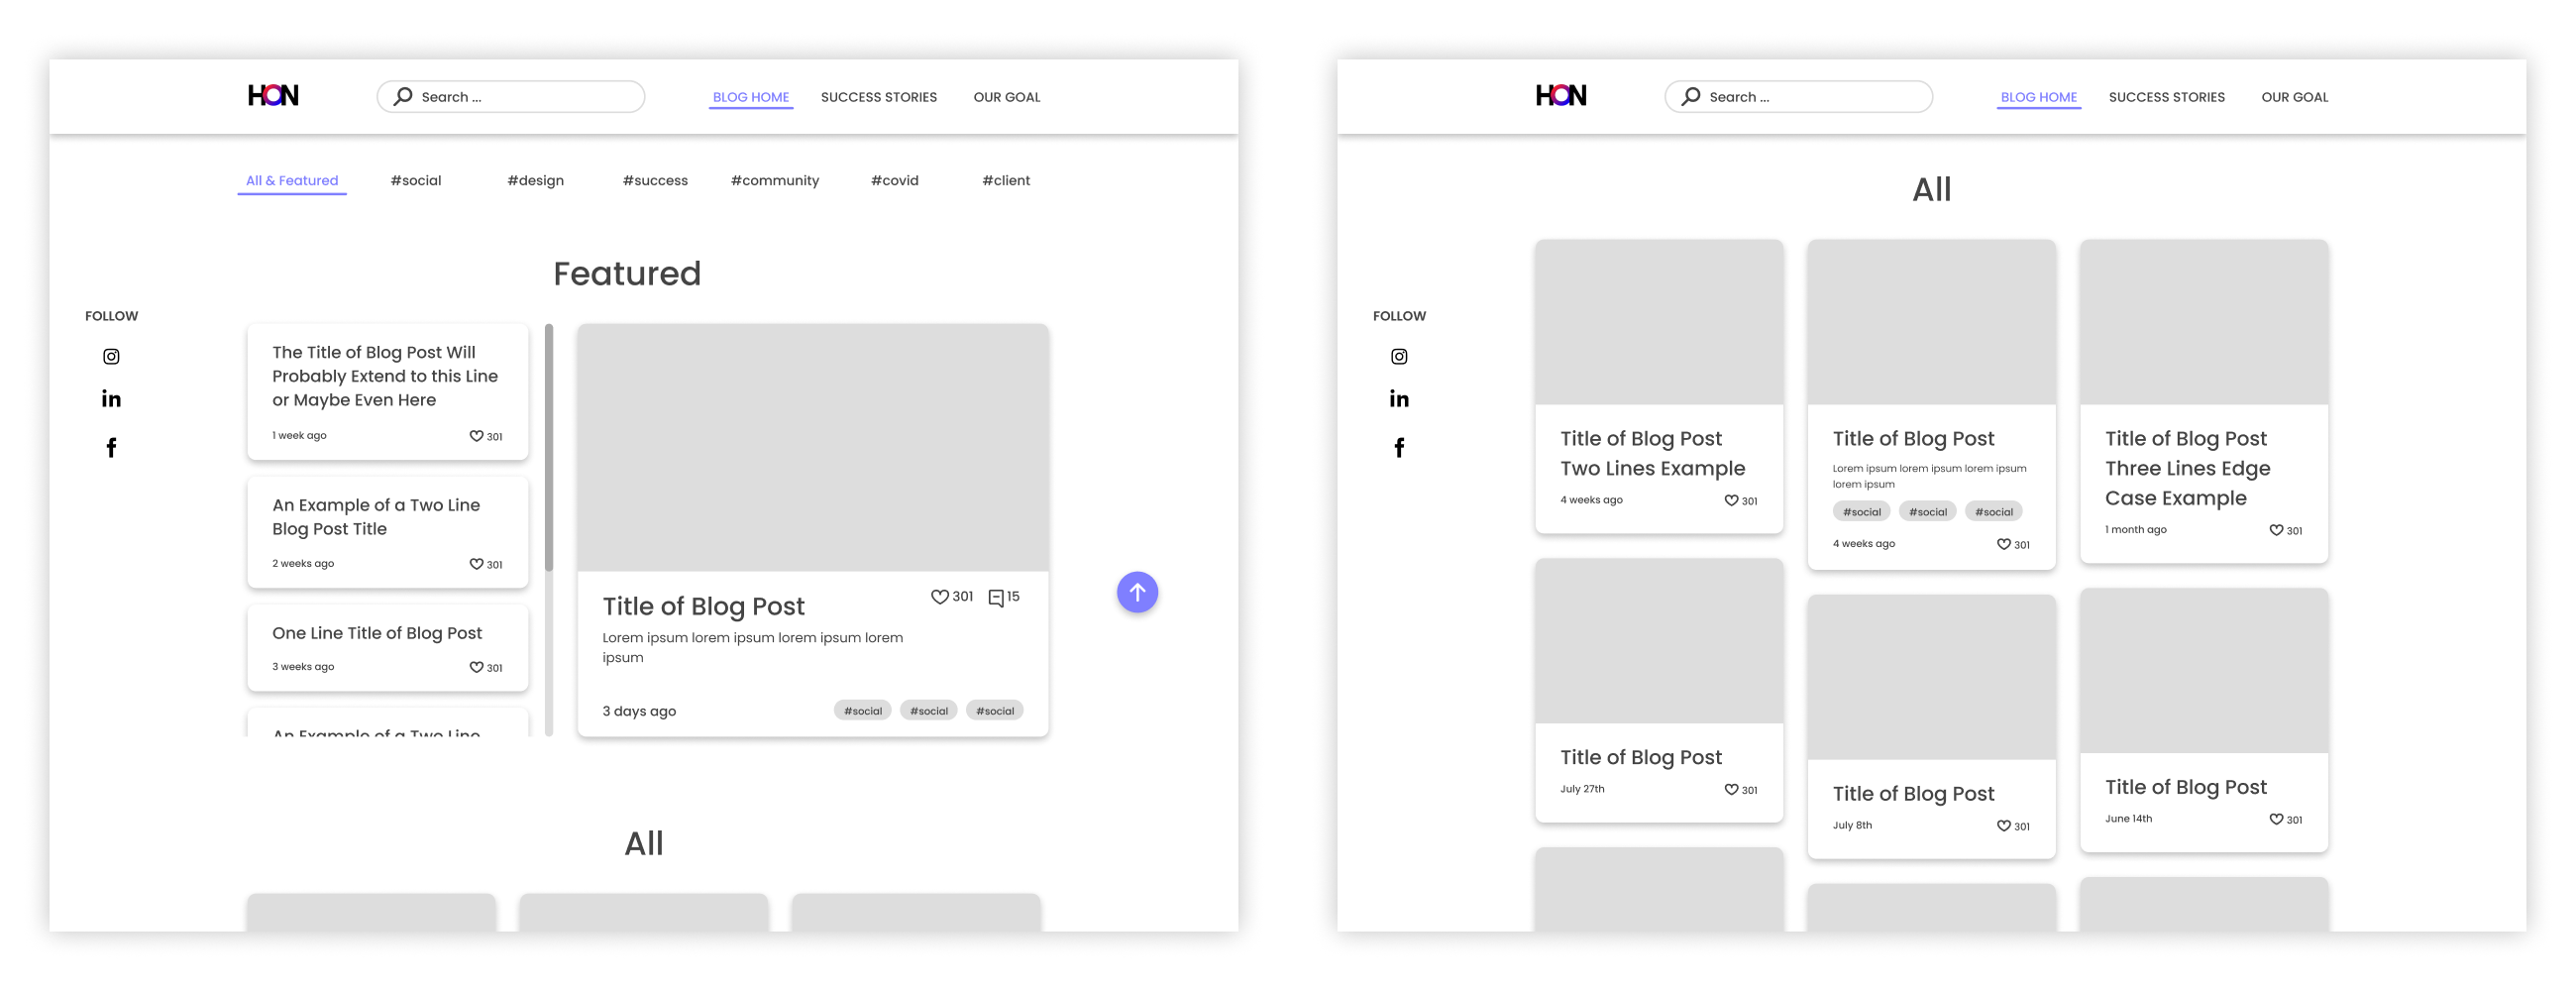 HON
Search ...
BLOG HOME
SUCCESS STORIES
OUR GOAL
All & Featured
#social
#design
#success
#community
#covid
#client
Featured
FOLLOW
The Title of Blog Post Will
Probably Extend to this Line
or Maybe Even Here
1 week ago
301
An Example of a Two Line
Blog Post Title
2 weeks ago
301
One Line Title of Blog Post
3 weeks ago
301
An Example of a Two Line
Title of Blog Post
301
15
Lorem ipsum lorem ipsum lorem ipsum lorem
ipsum
3 days ago
#social
#social
#social
All
HON
Search ...
BLOG HOME
SUCCESS STORIES
OUR GOAL
All
FOLLOW
Title of Blog Post
Two Lines Example
4 weeks ago
301
Title of Blog Post
Lorem ipsum lorem ipsum lorem ipsum
lorem ipsum
#social
#social
#social
4 weeks ago
301
Title of Blog Post
Three Lines Edge
Case Example
1 month ago
301
Title of Blog Post
July 27th
301
Title of Blog Post
July 8th
301
Title of Blog Post
June 14th
301